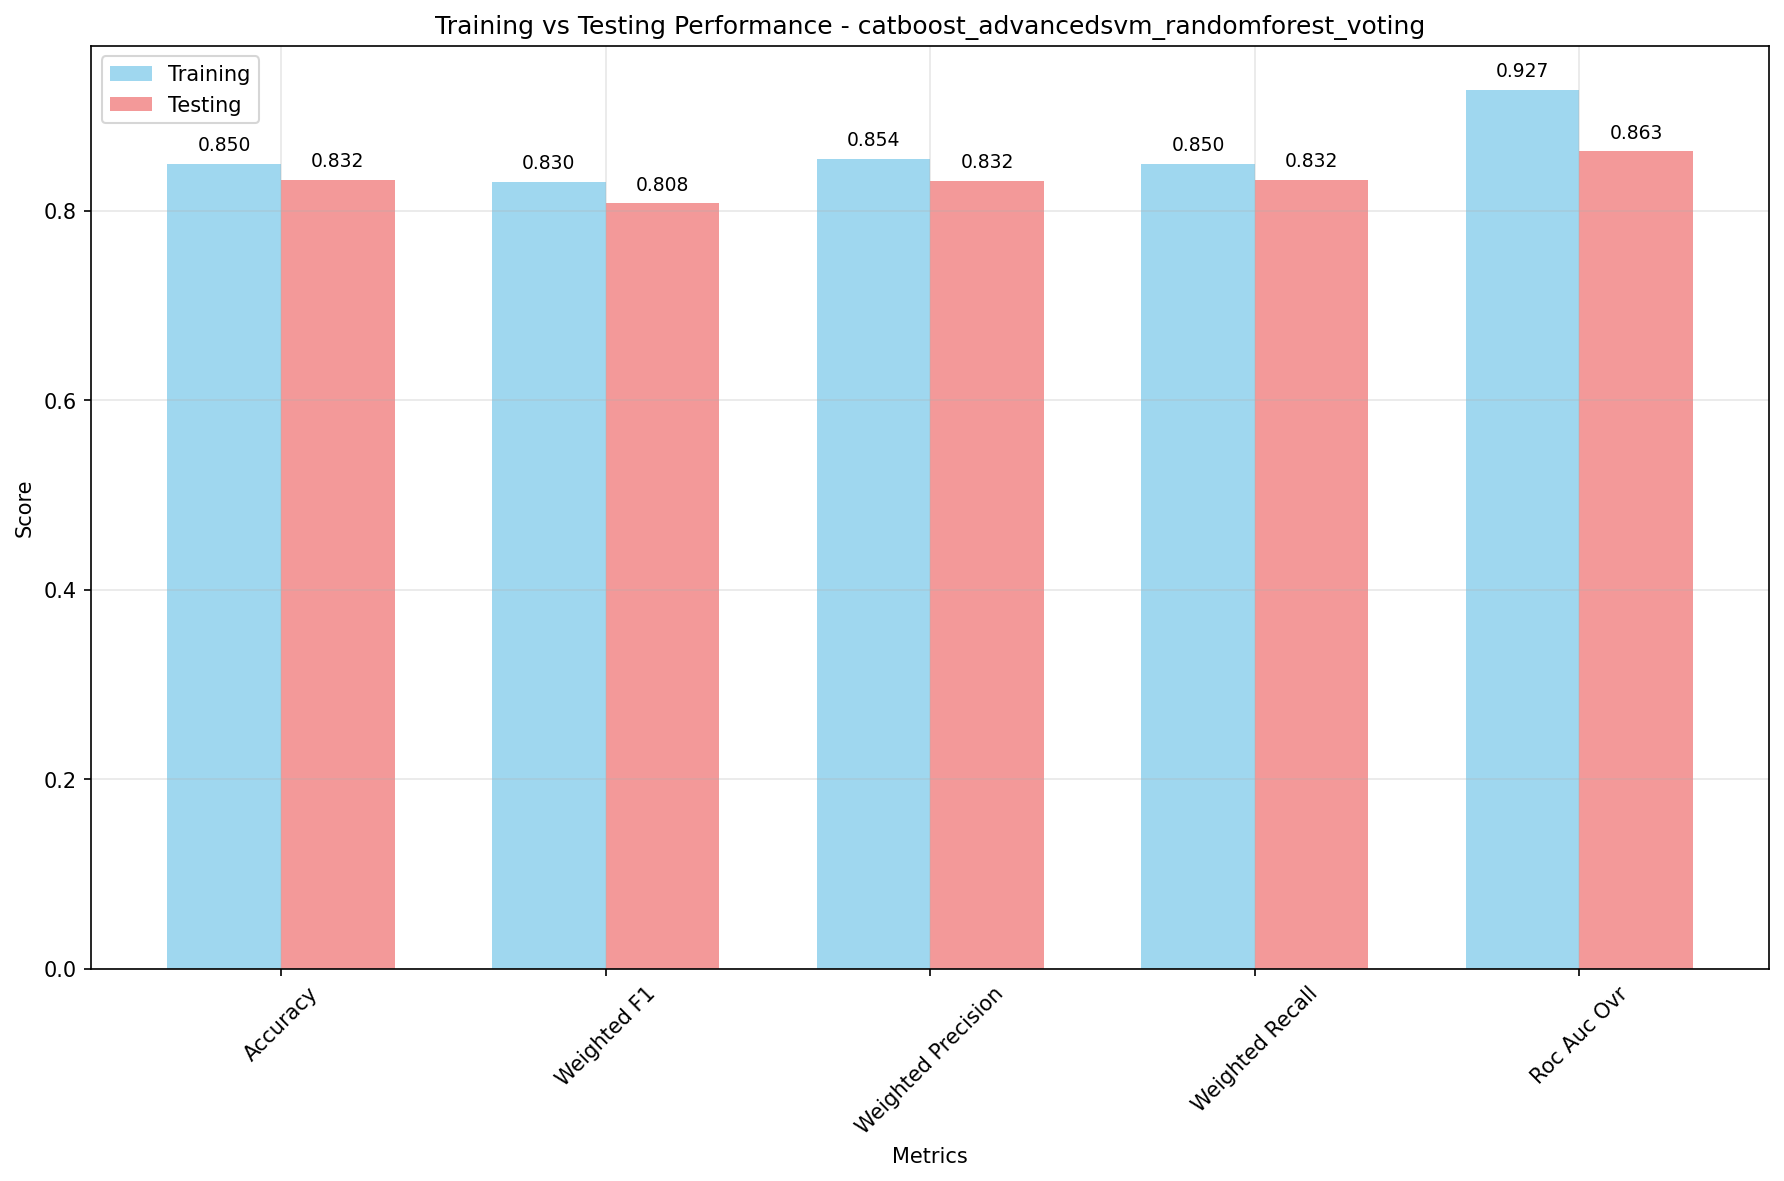 Training vs Testing Performance - catboost_advancedsvm_randomforest_voting
Training
Testing
0.850
0.832
0.830
0.808
0.854
0.832
0.850
0.832
0.927
0.863
0.8
0.6
0.4
0.2
0.0
Score
Accuracy
Weighted F1
Weighted Precision
Weighted Recall
Roc Auc Ovr
Metrics